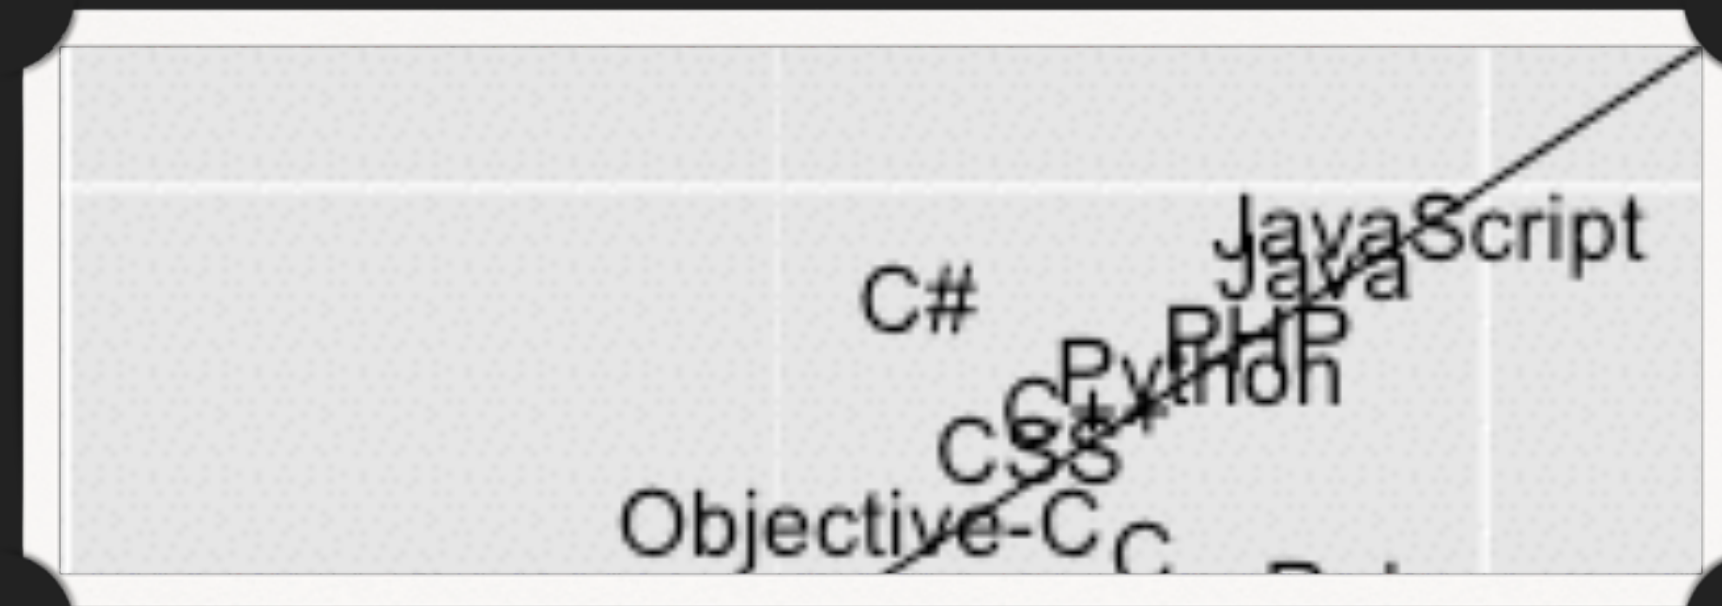 JavaScript
Java
C#
PHP
Python
C++
CSS
Objective-C
C